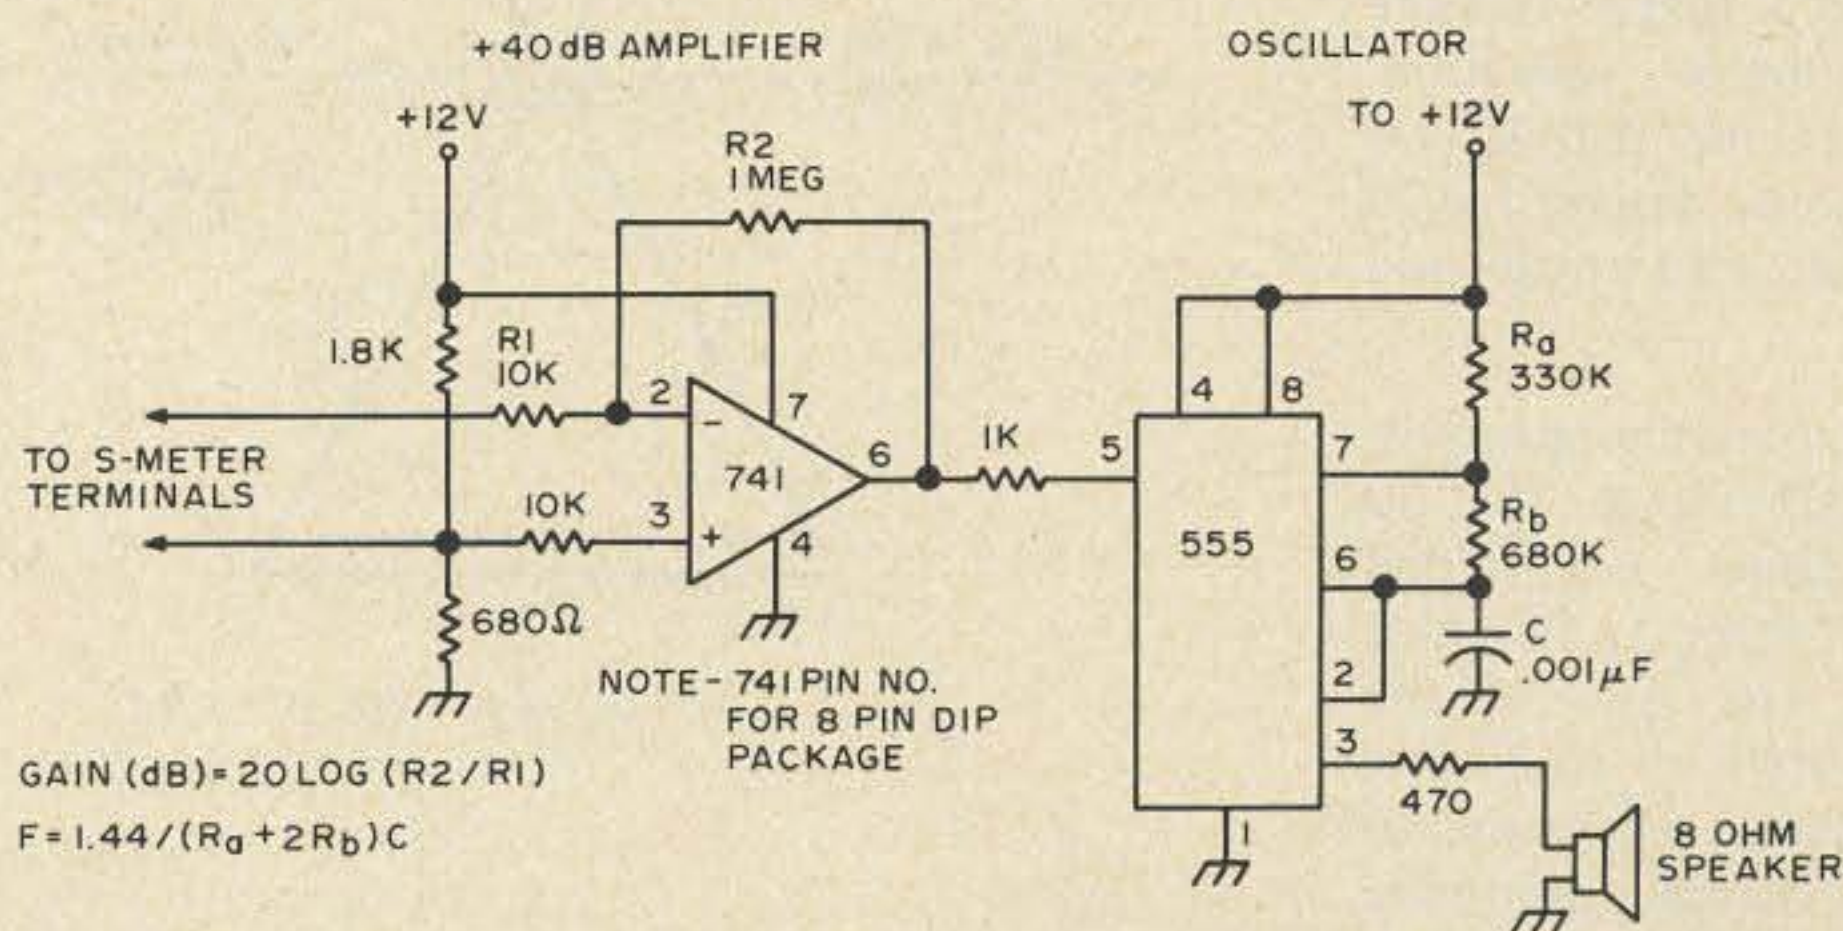 +40dB AMPLIFIER
OSCILLATOR
+12V
TO +12V
R2
1MEG
1.8K
R1
10K
2
-
7
741
6
TO S-METER
TERMINALS
10K
3
+
4
680Ω
1K
5
4
8
7
555
6
2
3
1
Ra
330K
Rb
680K
C
.001µF
470
8 OHM
SPEAKER
NOTE- 741 PIN NO.
FOR 8 PIN DIP
PACKAGE
GAIN (dB)= 20 LOG (R2/R1)
F= 1.44/(Ra+2Rb)C